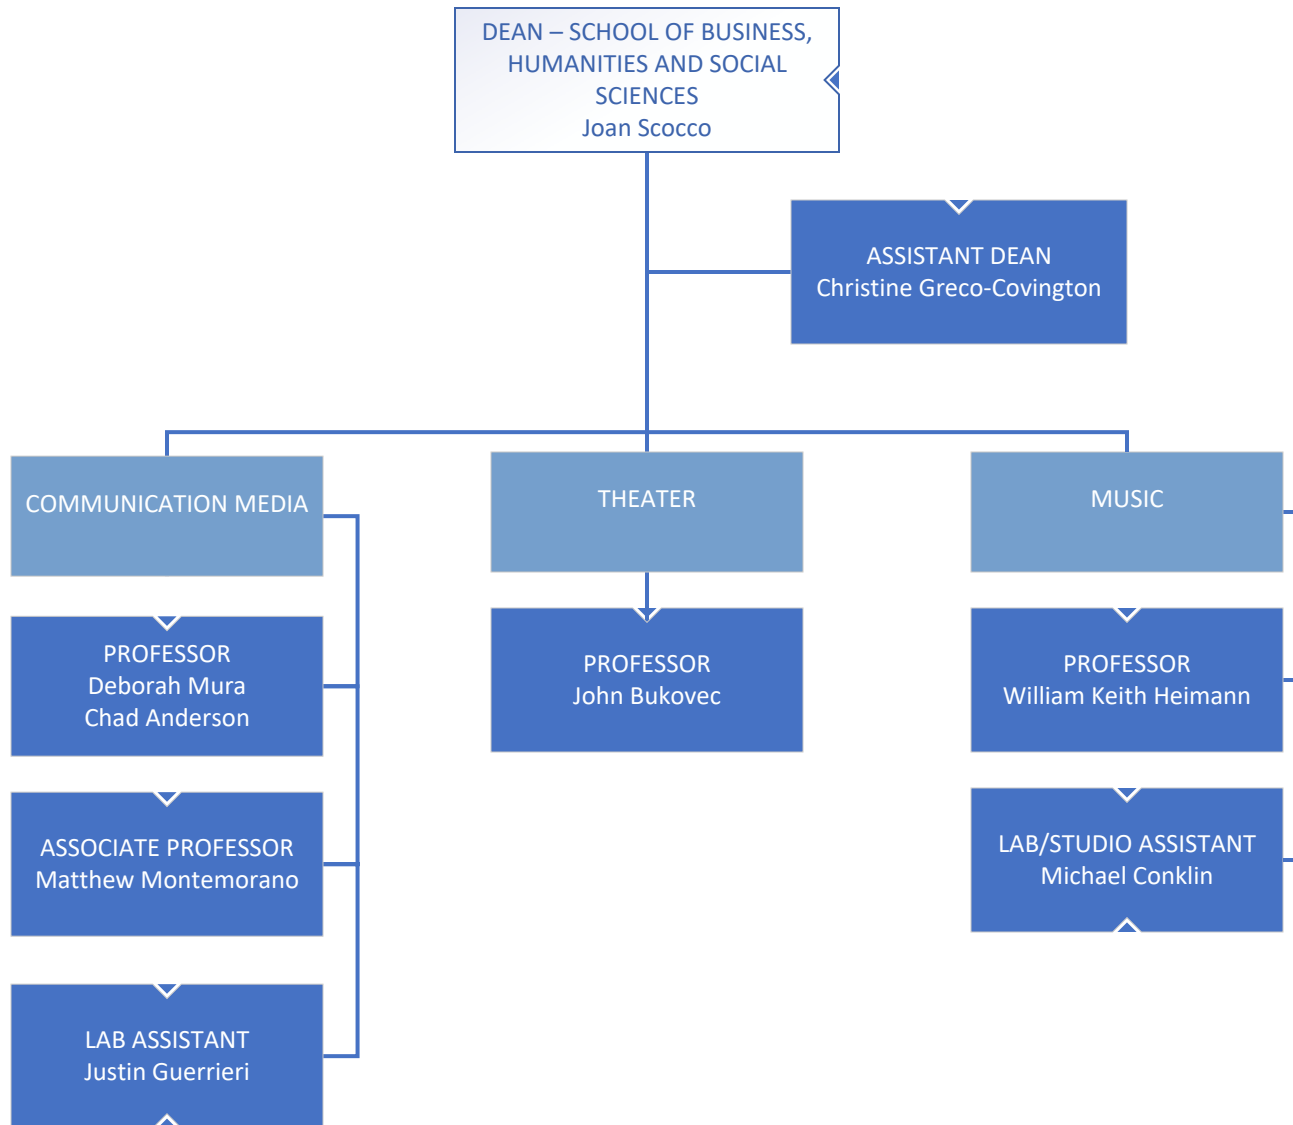 DEAN – SCHOOL OF BUSINESS,
HUMANITIES AND SOCIAL
SCIENCES
Joan Scocco
ASSISTANT DEAN
Christine Greco-Covington
COMMUNICATION MEDIA
THEATER
MUSIC
PROFESSOR
Deborah Mura
Chad Anderson
PROFESSOR
John Bukovec
PROFESSOR
William Keith Heimann
ASSOCIATE PROFESSOR
Matthew Montemorano
LAB/STUDIO ASSISTANT
Michael Conklin
LAB ASSISTANT
Justin Guerrieri